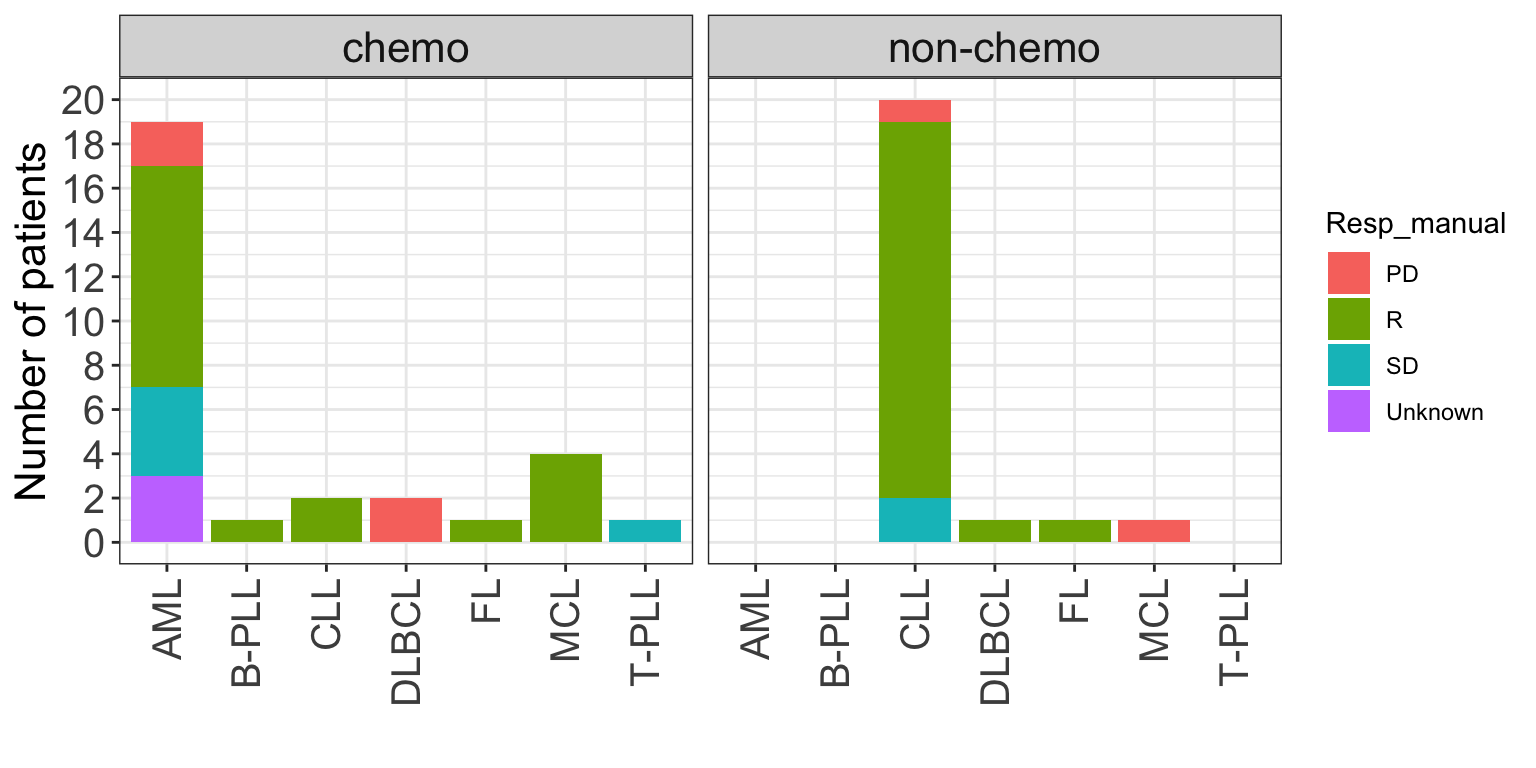 chemo
non-chemo
Number of patients
20
18
16
14
12
10
8
6
4
2
0
AML
B-PLL
CLL
DLBCL
FL
MCL
T-PLL
AML
B-PLL
CLL
DLBCL
FL
MCL
T-PLL
Resp_manual
PD
R
SD
Unknown